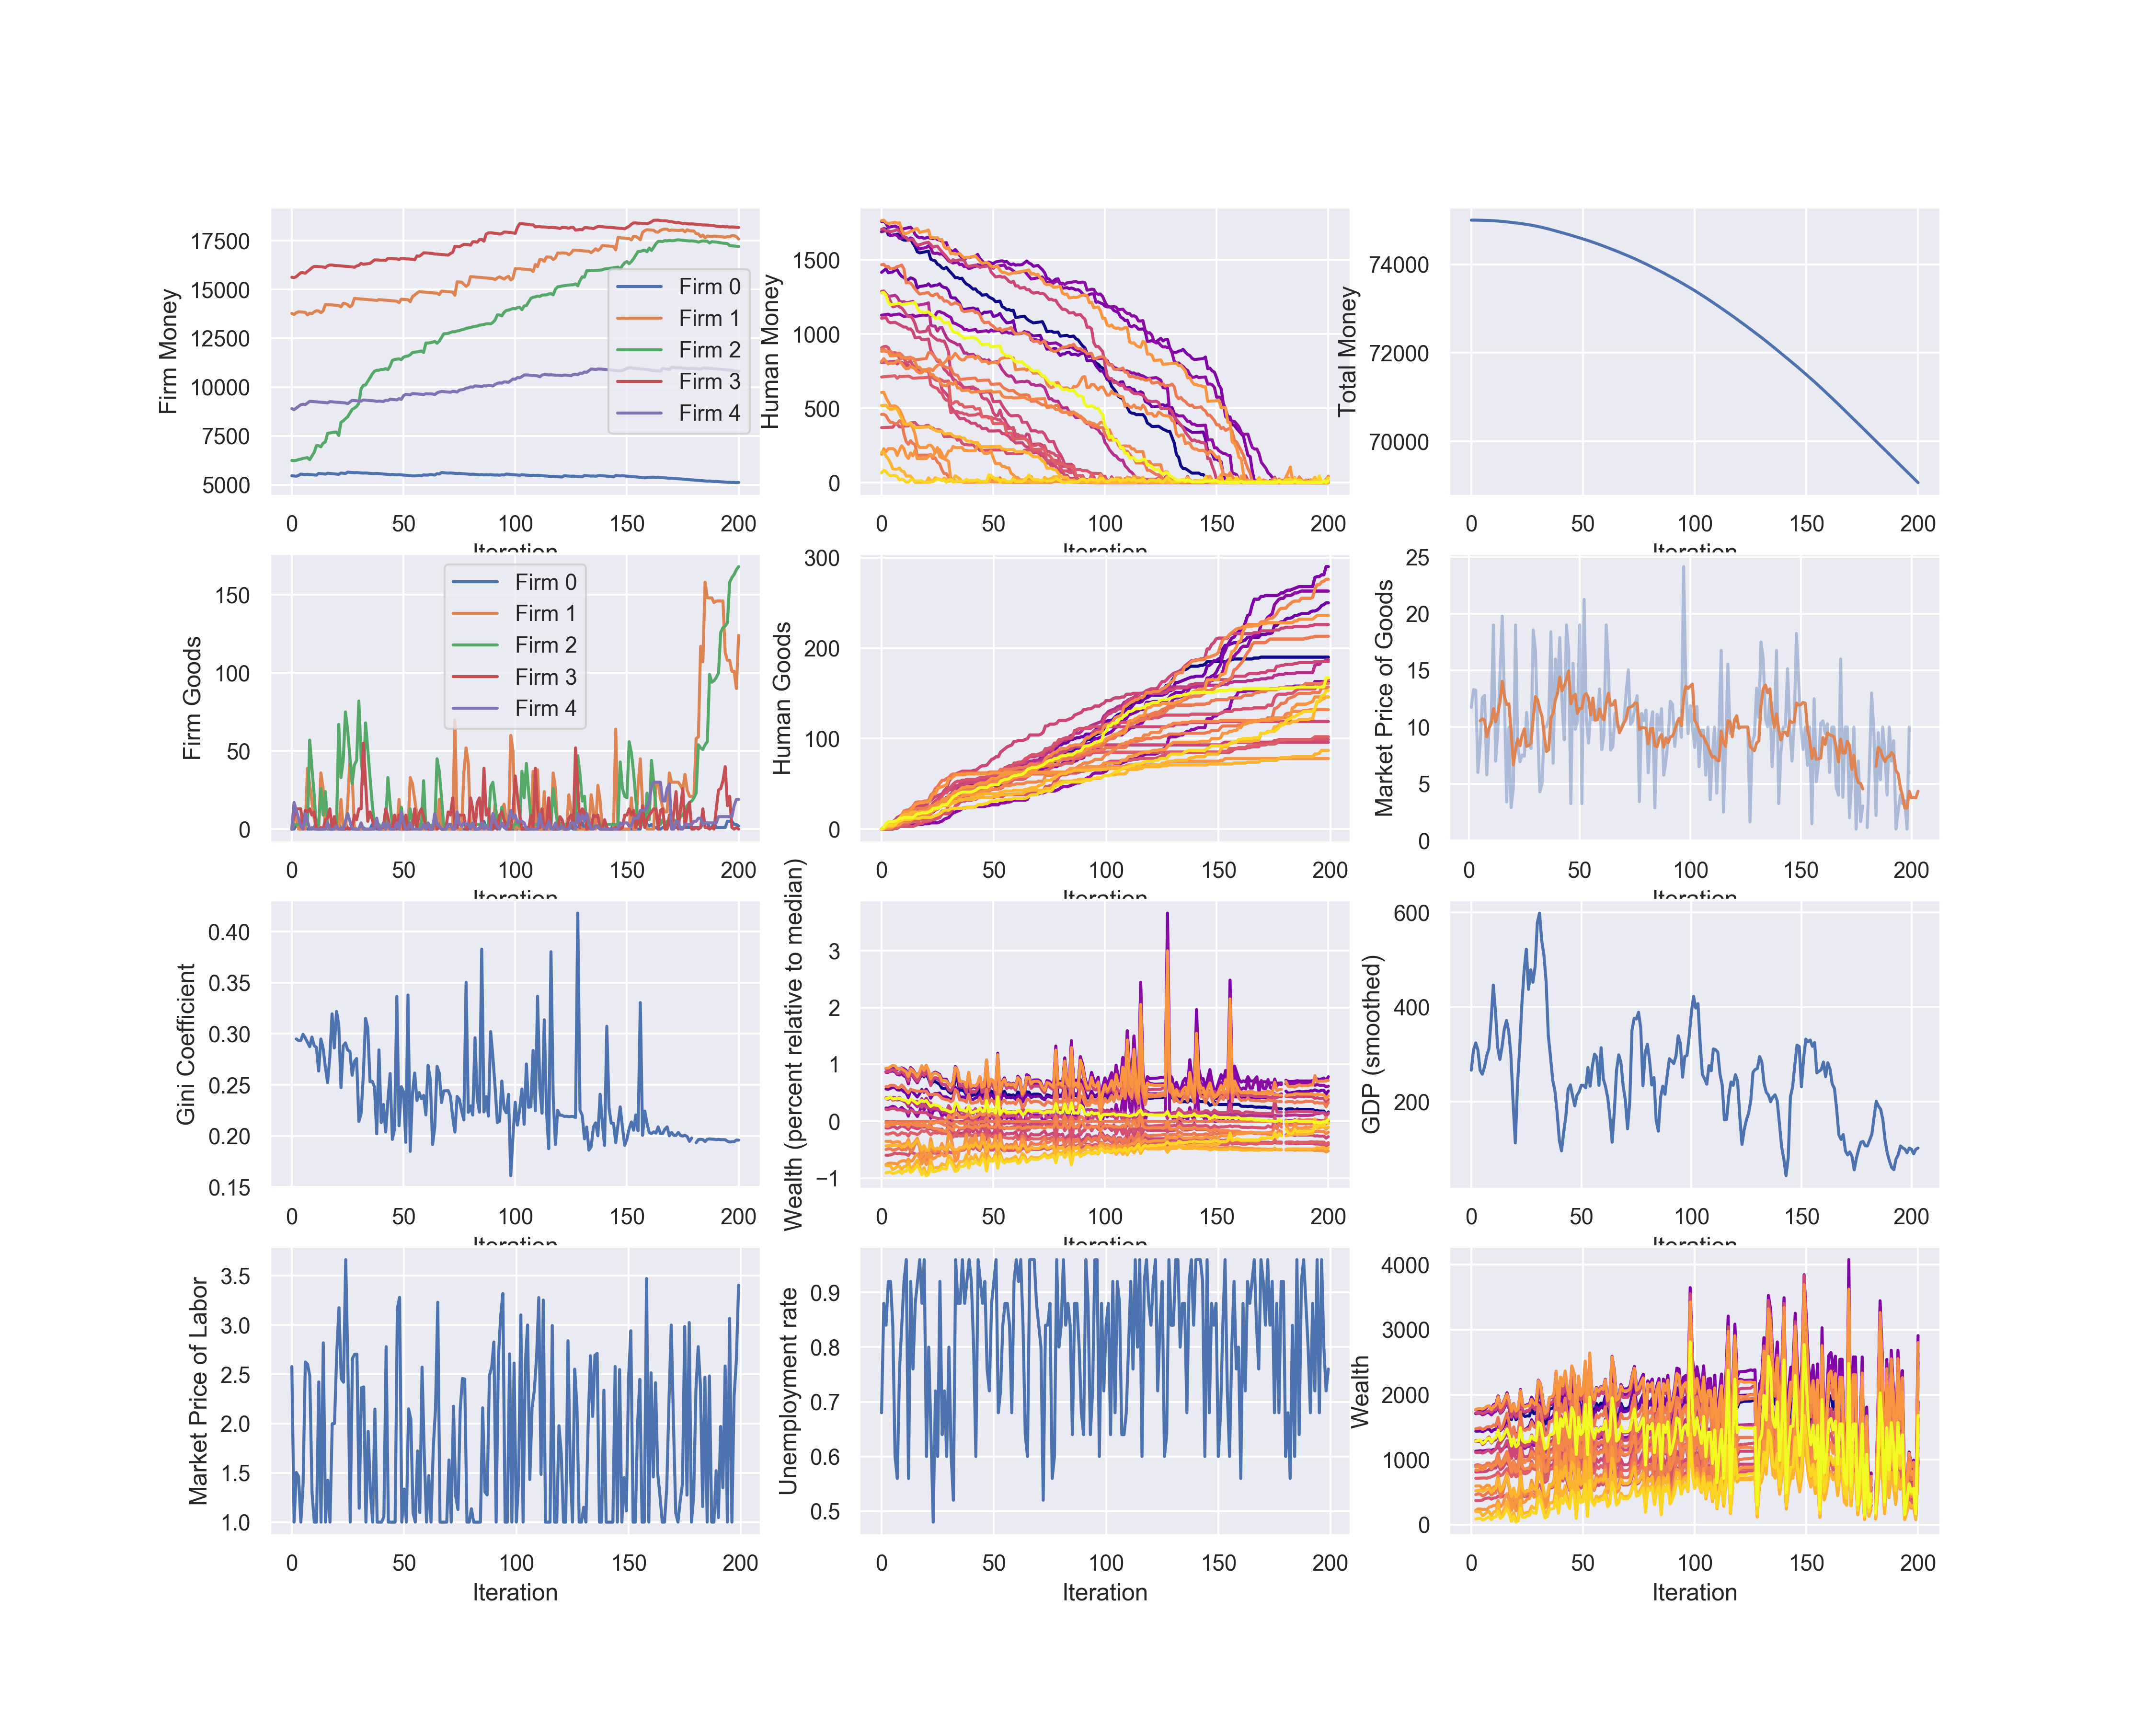 Firm Money
17500
15000
12500
10000
7500
5000
Firm 0
Firm 1
Firm 2
Firm 3
Firm 4
0 50 100 150 200
Iteration
Human Money
1500
1000
500
0
0 50 100 150 200
Iteration
Total Money
74000
72000
70000
0 50 100 150 200
Iteration
Firm Goods
150
100
50
0
Firm 0
Firm 1
Firm 2
Firm 3
Firm 4
0 50 100 150 200
Iteration
Human Goods
300
200
100
0
0 50 100 150 200
Iteration
Market Price of Goods
25
20
15
10
5
0
0 50 100 150 200
Iteration
Gini Coefficient
0.40
0.35
0.30
0.25
0.20
0.15
0 50 100 150 200
Iteration
Wealth (percent relative to median)
3
2
1
0
−1
0 50 100 150 200
Iteration
GDP (smoothed)
600
400
200
0 50 100 150 200
Iteration
Market Price of Labor
3.5
3.0
2.5
2.0
1.5
1.0
0 50 100 150 200
Iteration
Unemployment rate
0.9
0.8
0.7
0.6
0.5
0 50 100 150 200
Iteration
Wealth
4000
3000
2000
1000
0
0 50 100 150 200
Iteration